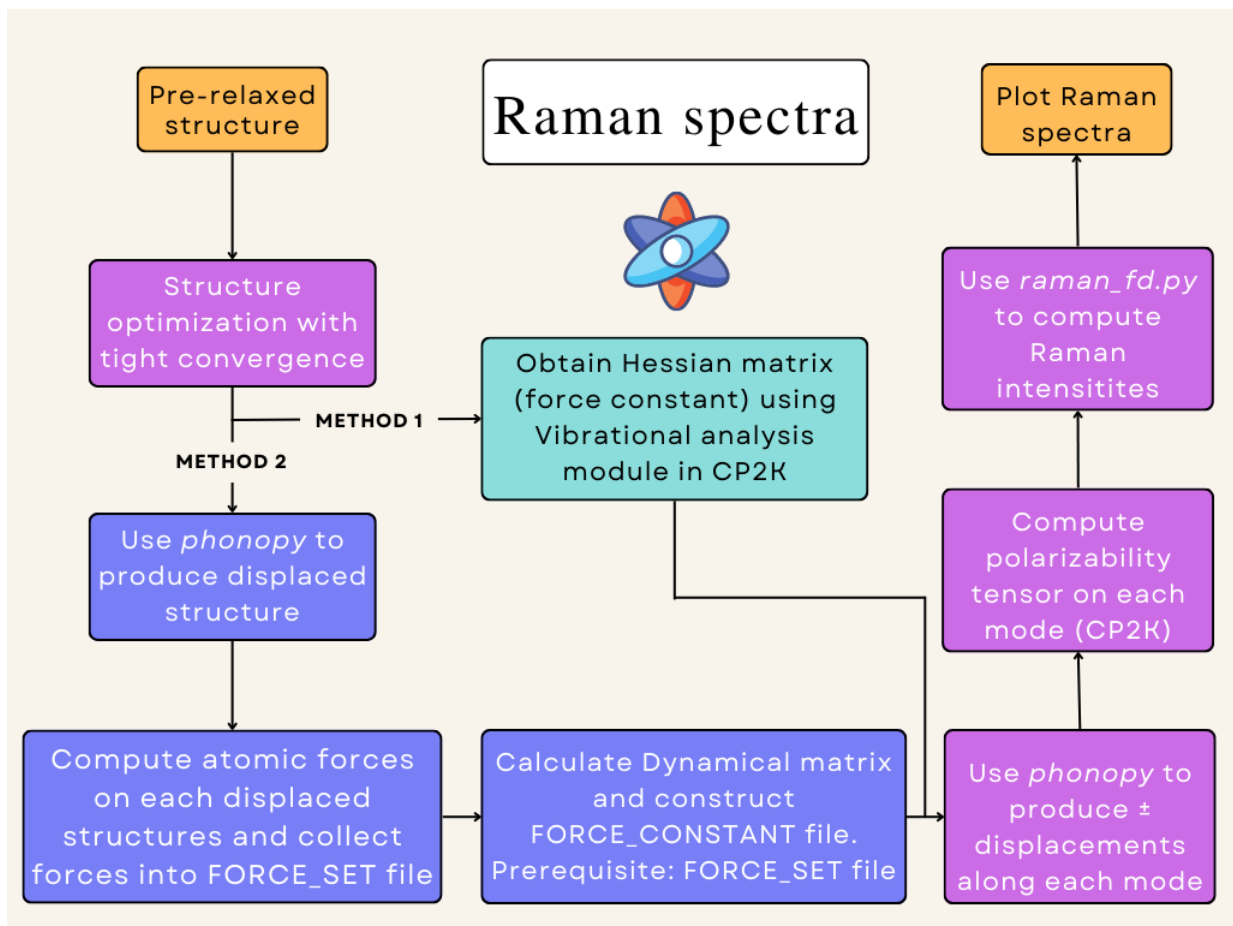 Raman spectra
Pre-relaxed
structure
Structure
optimization with
tight convergence
METHOD 1
METHOD 2
Obtain Hessian matrix
(force constant) using
Vibrational analysis
module in CP2K
Use phonopy to
produce displaced
structure
Compute atomic forces
on each displaced
structures and collect
forces into FORCE_SET file
Calculate Dynamical matrix
and construct
FORCE_CONSTANT file.
Prerequisite: FORCE_SET file
Use phonopy to
produce ±
displacements
along each mode
Compute
polarizability
tensor on each
mode (CP2K)
Use raman_fd.py
to compute
Raman
intensitites
Plot Raman
spectra